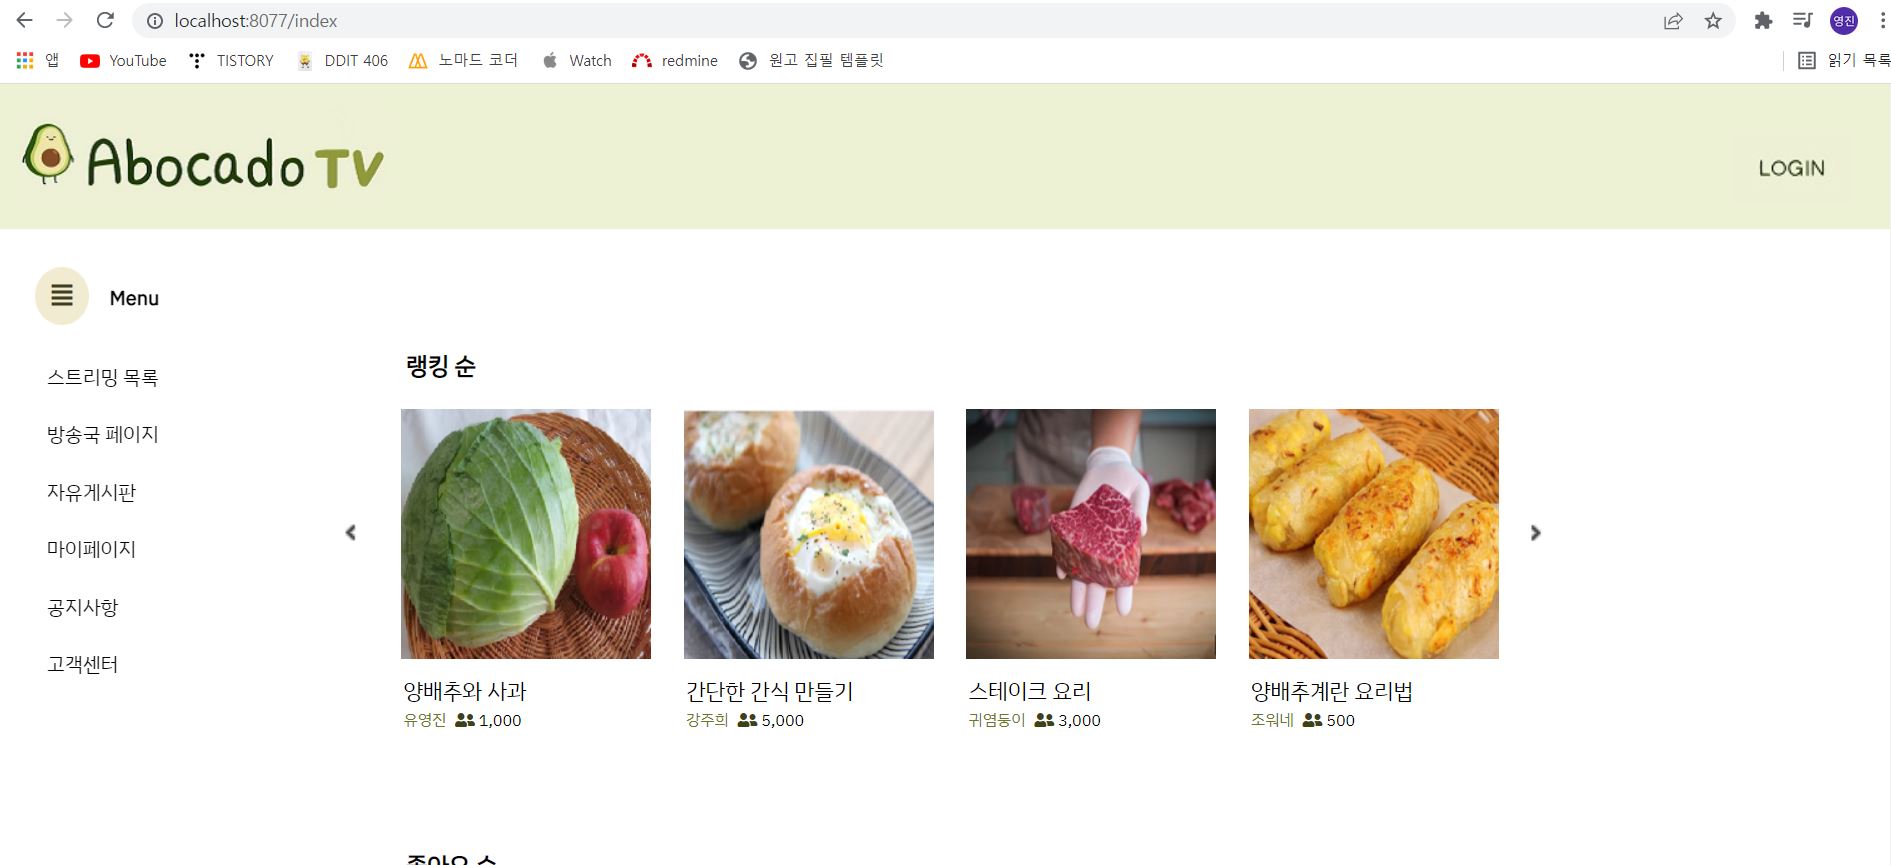 localhost:8077/index
영진
앱 YouTube TISTORY DDIT 406 노마드 코더 Watch redmine 원고 집필 템플릿 읽기 목록
Abocado TV
LOGIN
Menu
스트리밍 목록
방송국 페이지
자유게시판
마이페이지
공지사항
고객센터
랭킹 순
양배추와 사과
유영진 1,000
간단한 간식 만들기
강주희 5,000
스테이크 요리
귀염둥이 3,000
양배추계란 요리법
조워네 500
좋아요 순